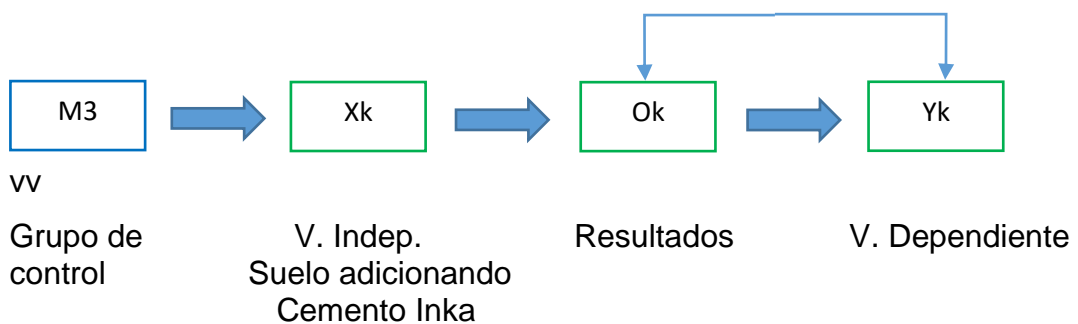 M3 Xk Ok Yk
vv
Grupo de V. Indep. Resultados V. Dependiente
control Suelo adicionando
Cemento Inka